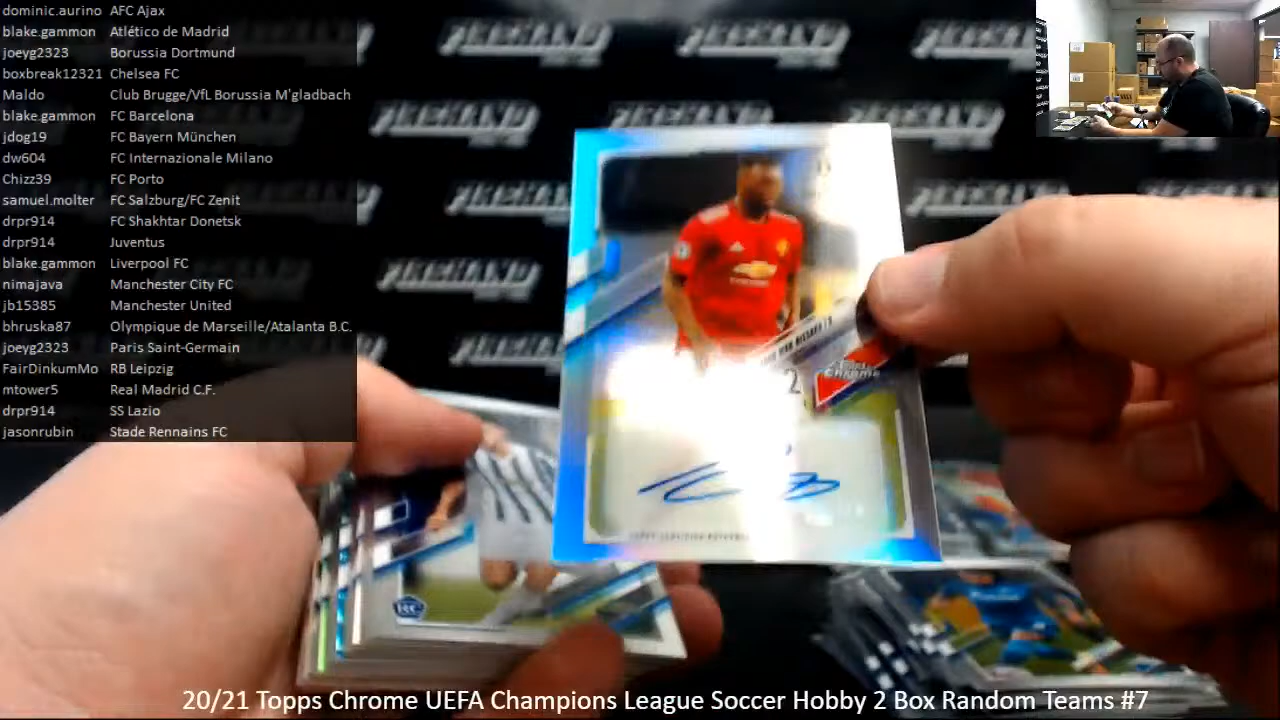 dominic.aurino AFC Ajax
blake.gammon Atlético de Madrid
joeyg2323 Borussia Dortmund
boxbreak12321 Chelsea FC
Maldo Club Brugge/VfL Borussia M'gladbach
blake.gammon FC Barcelona
jdog19 FC Bayern München
dw604 FC Internazionale Milano
Chizz39 FC Porto
samuel.molter FC Salzburg/FC Zenit
drpr914 FC Shakhtar Donetsk
drpr914 Juventus
blake.gammon Liverpool FC
nimajava Manchester City FC
jb15385 Manchester United
bhruska87 Olympique de Marseille/Atalanta B.C.
joeyg2323 Paris Saint-Germain
FairDinkumMo RB Leipzig
mtower5 Real Madrid C.F.
drpr914 SS Lazio
jasonrubin Stade Rennains FC
Chrome
RC
20/21 Topps Chrome UEFA Champions League Soccer Hobby 2 Box Random Teams #7